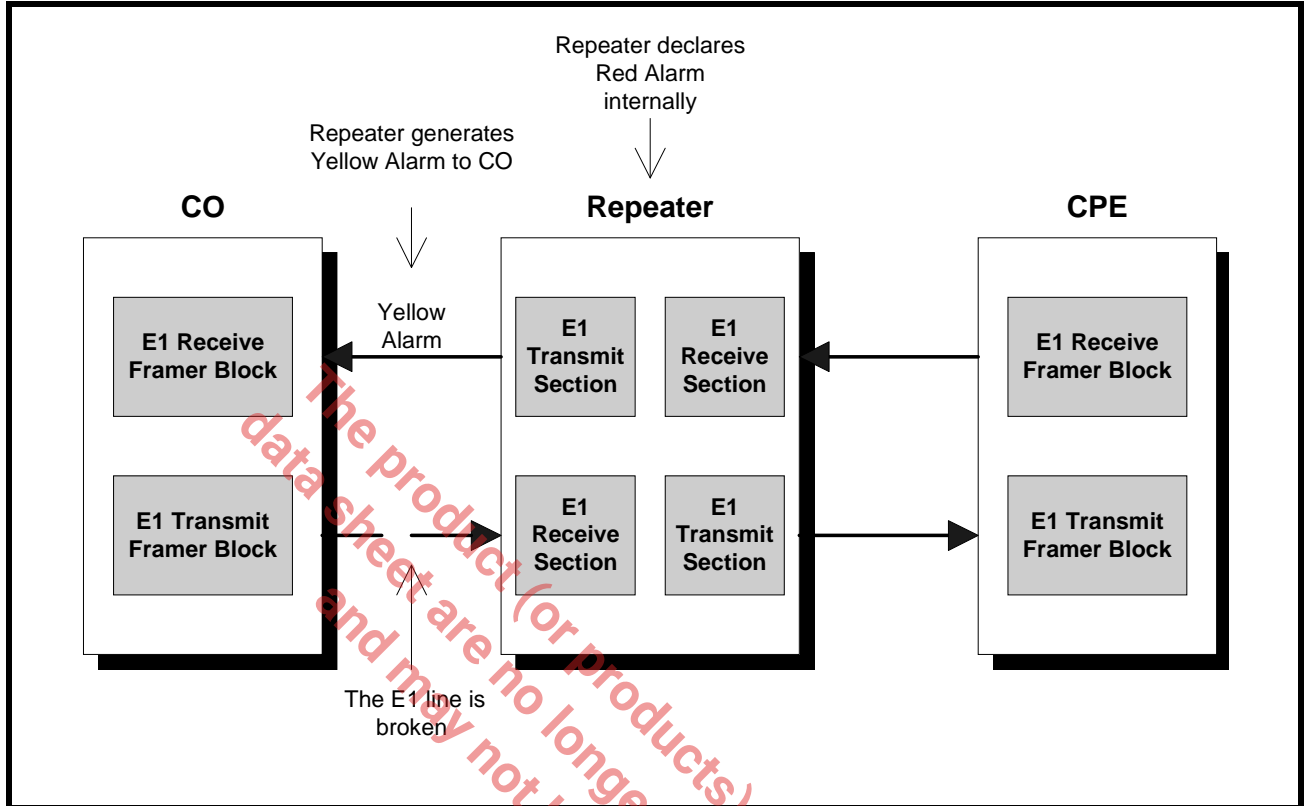 Repeater declares
Red Alarm
internally
Repeater generates
Yellow Alarm to CO
CO
Repeater
CPE
Yellow
Alarm
E1 Receive
Framer Block
E1
Transmit
Section
E1
Receive
Section
E1 Receive
Framer Block
E1 Transmit
Framer Block
E1
Receive
Section
E1
Transmit
Section
E1 Transmit
Framer Block
The E1 line is
broken
The product (or products)
data sheet are no longe
and may not